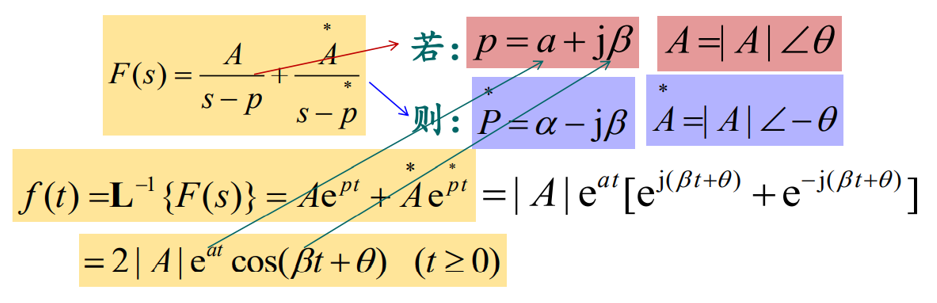 F(s) = A/(s − p) + A*/(s − p*) 若: p = a + jβ A = |A|∠θ
则: P* = α − jβ A* = |A|∠−θ
f(t) = L⁻¹{F(s)} = Ae^{pt} + A*e^{p*t} = |A|e^{at}[e^{j(βt+θ)} + e^{−j(βt+θ)}]
= 2|A|e^{at} cos(βt + θ) (t ≥ 0)